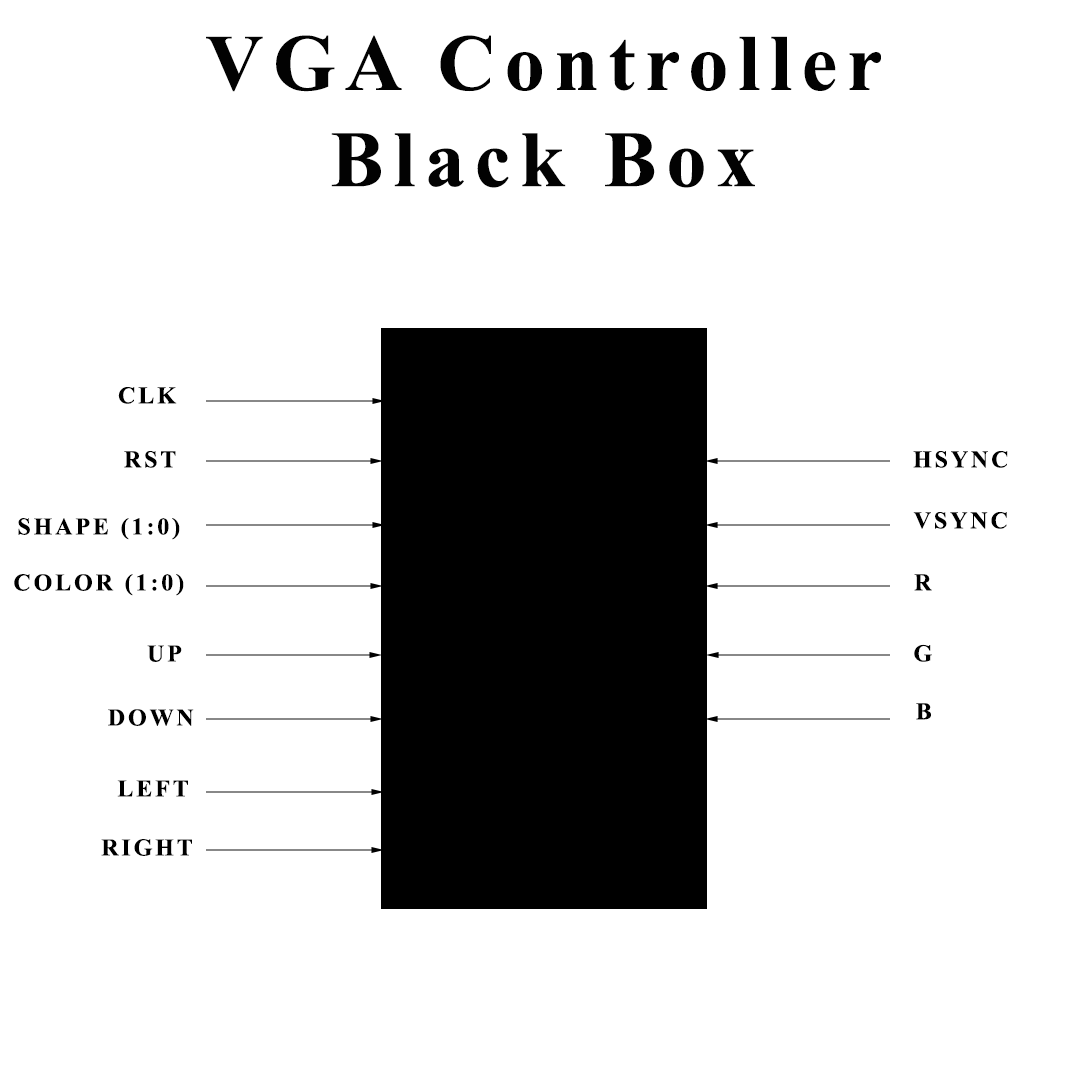 VGA Controller
Black Box
CLK
RST
SHAPE (1:0)
COLOR (1:0)
UP
DOWN
LEFT
RIGHT
HSYNC
VSYNC
R
G
B